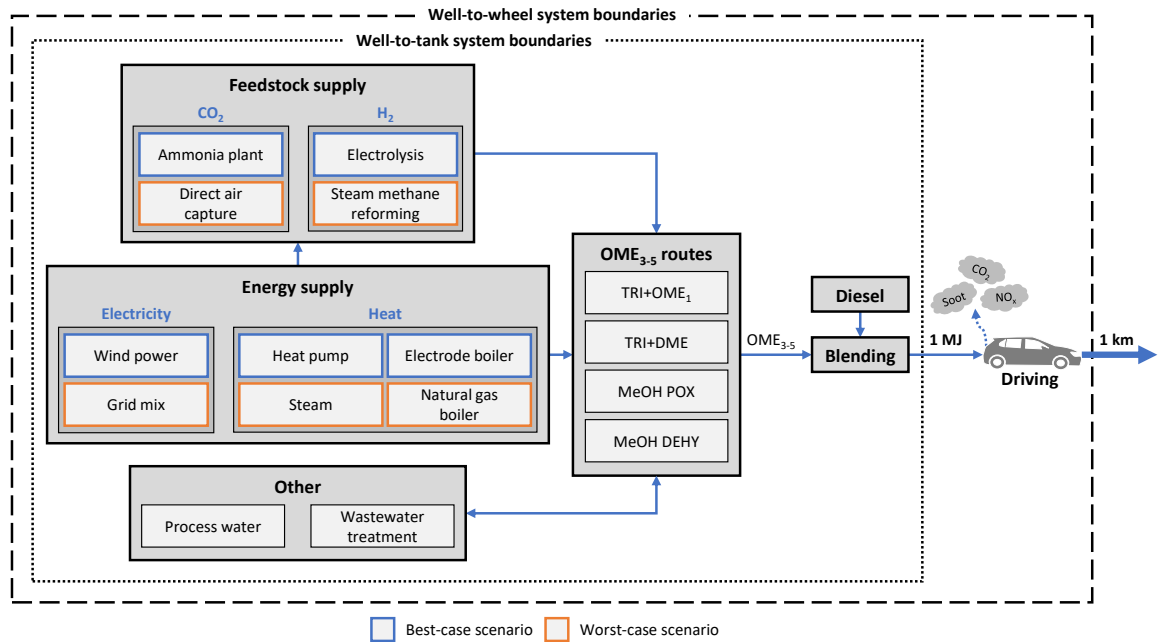 Well-to-wheel system boundaries
Well-to-tank system boundaries
Feedstock supply
CO₂
H₂
Ammonia plant
Electrolysis
Direct air
capture
Steam methane
reforming
Energy supply
Electricity
Heat
Wind power
Heat pump
Electrode boiler
Grid mix
Steam
Natural gas
boiler
Other
Process water
Wastewater
treatment
OME₃₋₅ routes
TRI+OME₁
TRI+DME
MeOH POX
MeOH DEHY
OME₃₋₅
Diesel
Blending
1 MJ
CO₂
Soot
NOₓ
Driving
1 km
Best-case scenario
Worst-case scenario